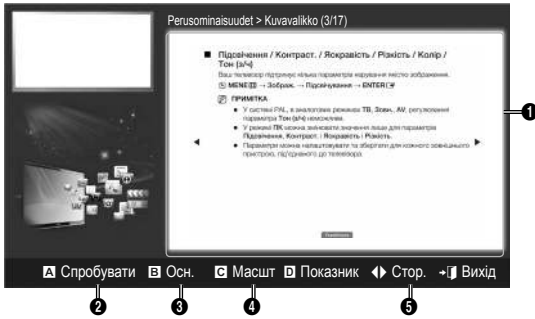 Perusominaisuudet > Kuvavalikko (3/17)
■ Підсвічення / Контраст. / Яскравість / Різкість / Колір /
Тон (з/ч)
Ваш телевізор підтримує кілька параметрів керування якістю зображення.
MENU → Зображ. → Підсвічування → ENTER
ПРИМІТКА
У системі PAL, в аналогових режимах ТВ, Зовн., AV, регулювання
параметра Тон (з/ч) неможливе.
У режимі ПК можна змінювати значення лише для параметрів
Підсвічення, Контраст. і Яскравість і Різкість.
Параметри можна налаштовувати та зберігати для кожного зовнішнього
пристрою, під'єднаного до телевізора.
1
A Спробувати B Осн. C Масшт D Показник Стор. Вихід
2 3 4 5